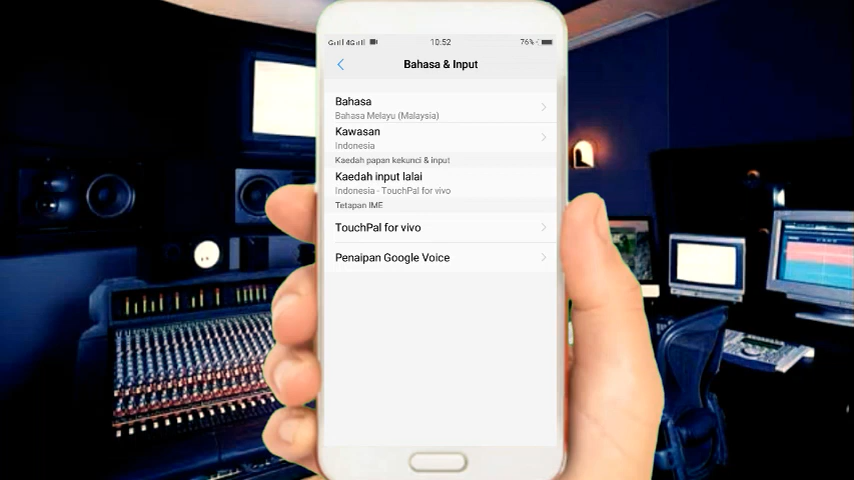 10:52
76%
Bahasa & Input
Bahasa
Bahasa Melayu (Malaysia)
Kawasan
Indonesia
Kaedah papan kekunci & input
Kaedah input lalai
Indonesia - TouchPal for vivo
Tetapan IME
TouchPal for vivo
Penaipan Google Voice